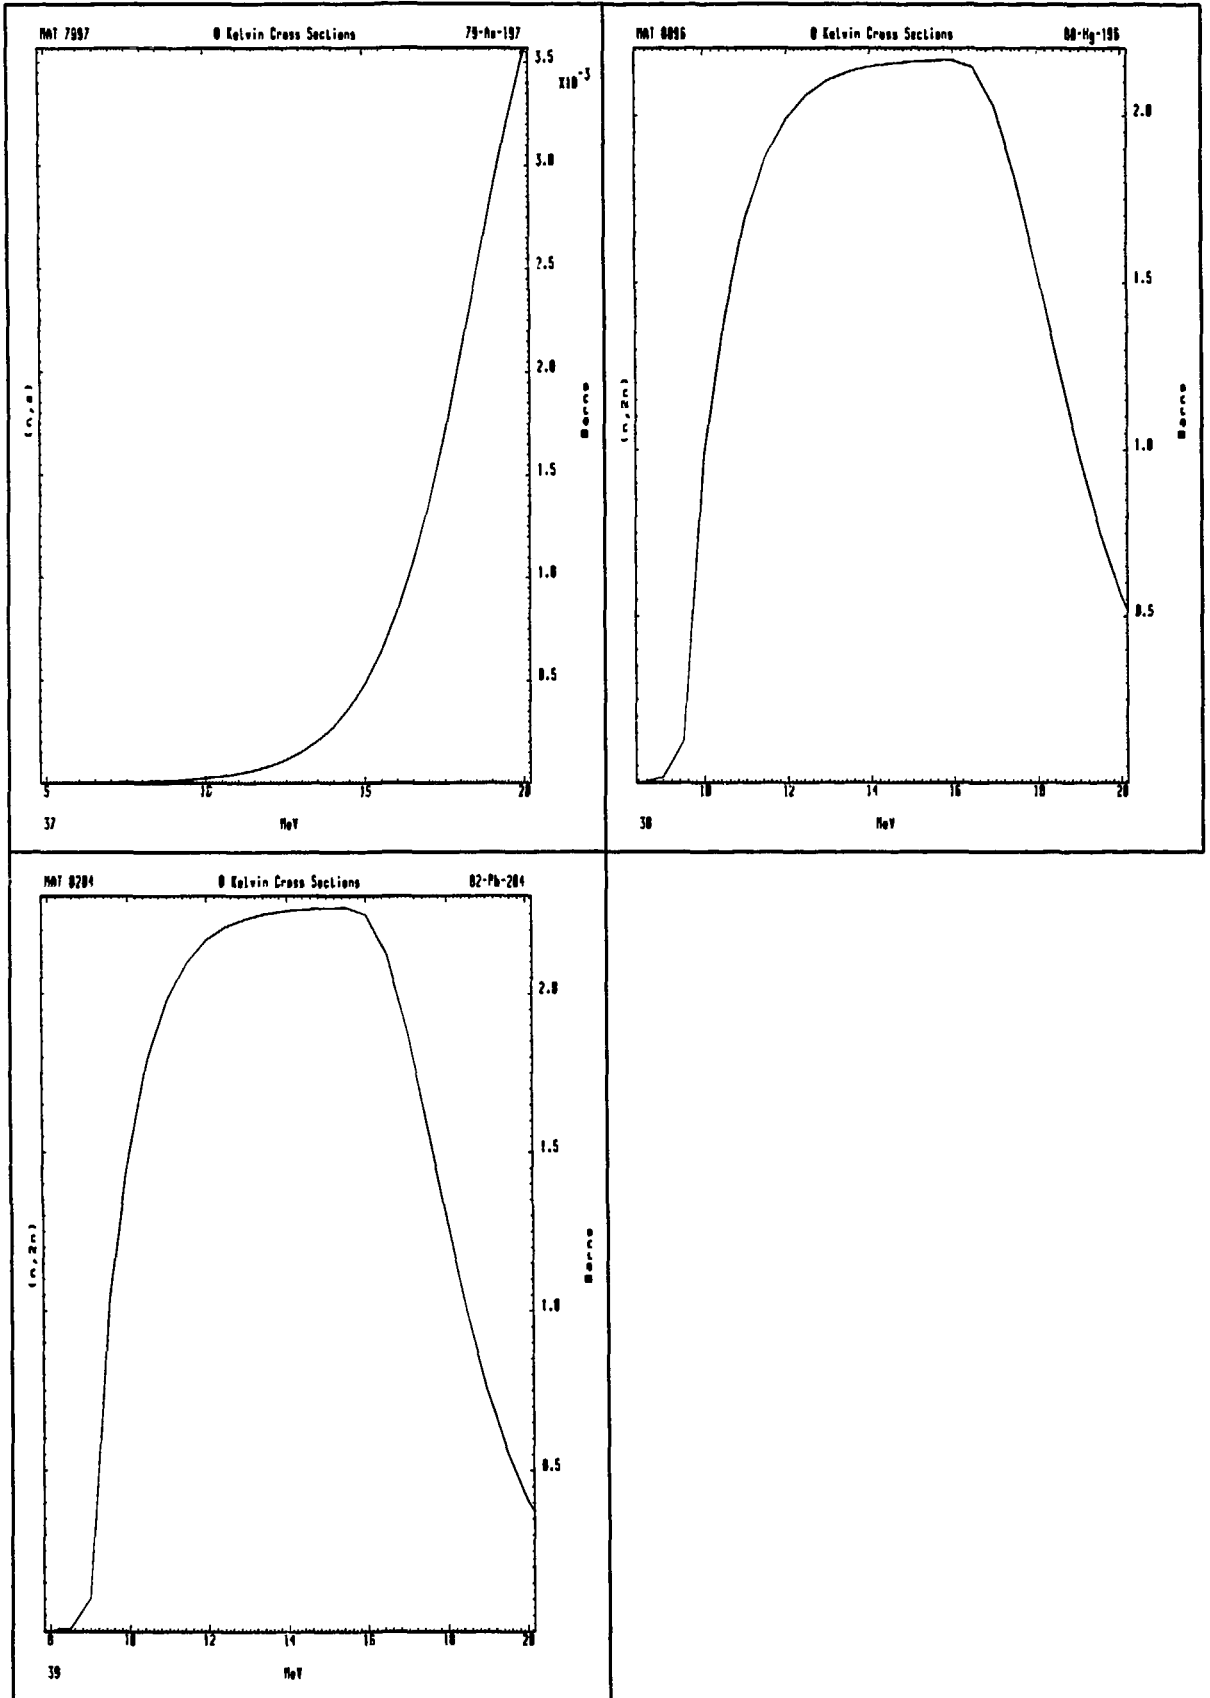 MAT 7997 0 Kelvin Cross Sections 79-Au-197
3.5
X10-3
3.0
2.5
2.0
1.5
1.0
0.5
Barns
5 10 15 20
37 MeV
MAT 8096 0 Kelvin Cross Sections 80-Hg-196
(n,2n)
2.0
1.5
1.0
0.5
Barns
10 12 14 16 18 20
38 MeV
MAT 8204 0 Kelvin Cross Sections 82-Pb-204
(n,2n)
2.0
1.5
1.0
0.5
Barns
8 10 12 14 16 18 20
39 MeV